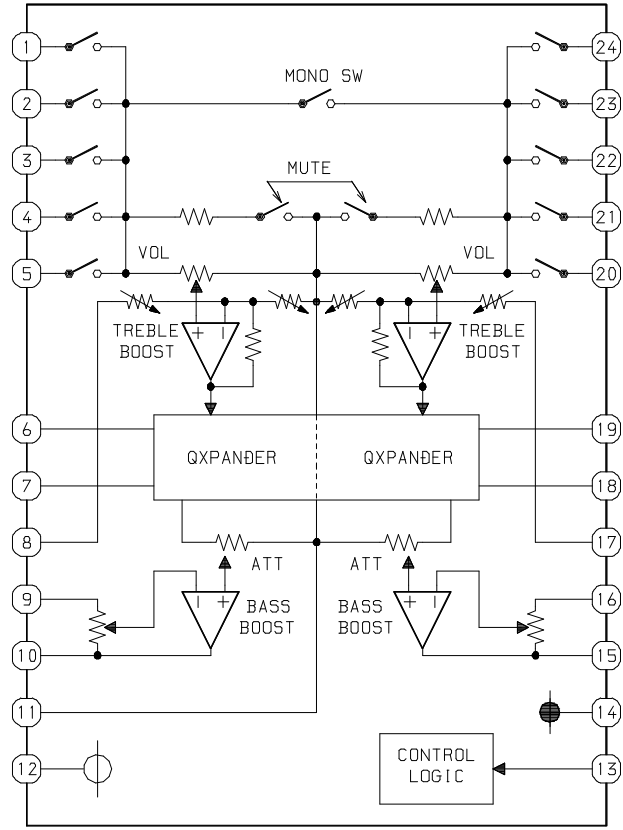 1
24
MONO SW
2
23
3
22
MUTE
4
21
VOL
VOL
5
20
+ −
− +
TREBLE
BOOST
TREBLE
BOOST
6
19
QXPANDER
QXPANDER
7
18
8
17
ATT
ATT
9
16
− +
+ −
BASS
BOOST
BASS
BOOST
10
15
11
14
CONTROL
LOGIC
12
13